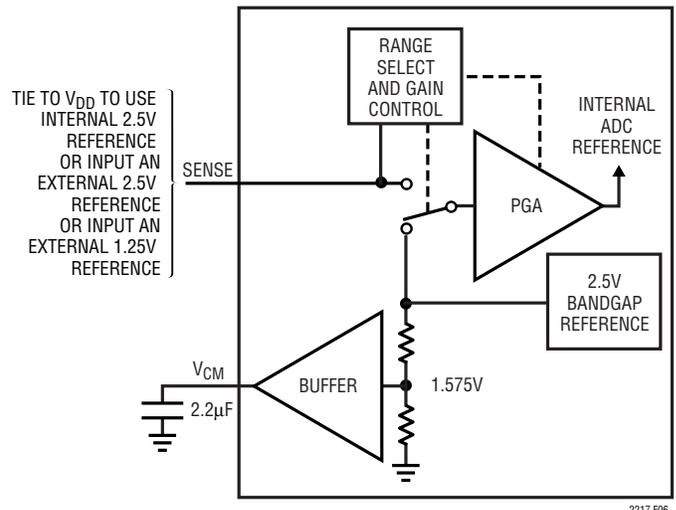 RANGE
SELECT
AND GAIN
CONTROL
TIE TO VDD TO USE
INTERNAL 2.5V
REFERENCE
OR INPUT AN
EXTERNAL 2.5V
REFERENCE
OR INPUT AN
EXTERNAL 1.25V
REFERENCE
SENSE
INTERNAL
ADC
REFERENCE
PGA
2.5V
BANDGAP
REFERENCE
VCM
BUFFER
1.575V
2.2µF
2217 F06